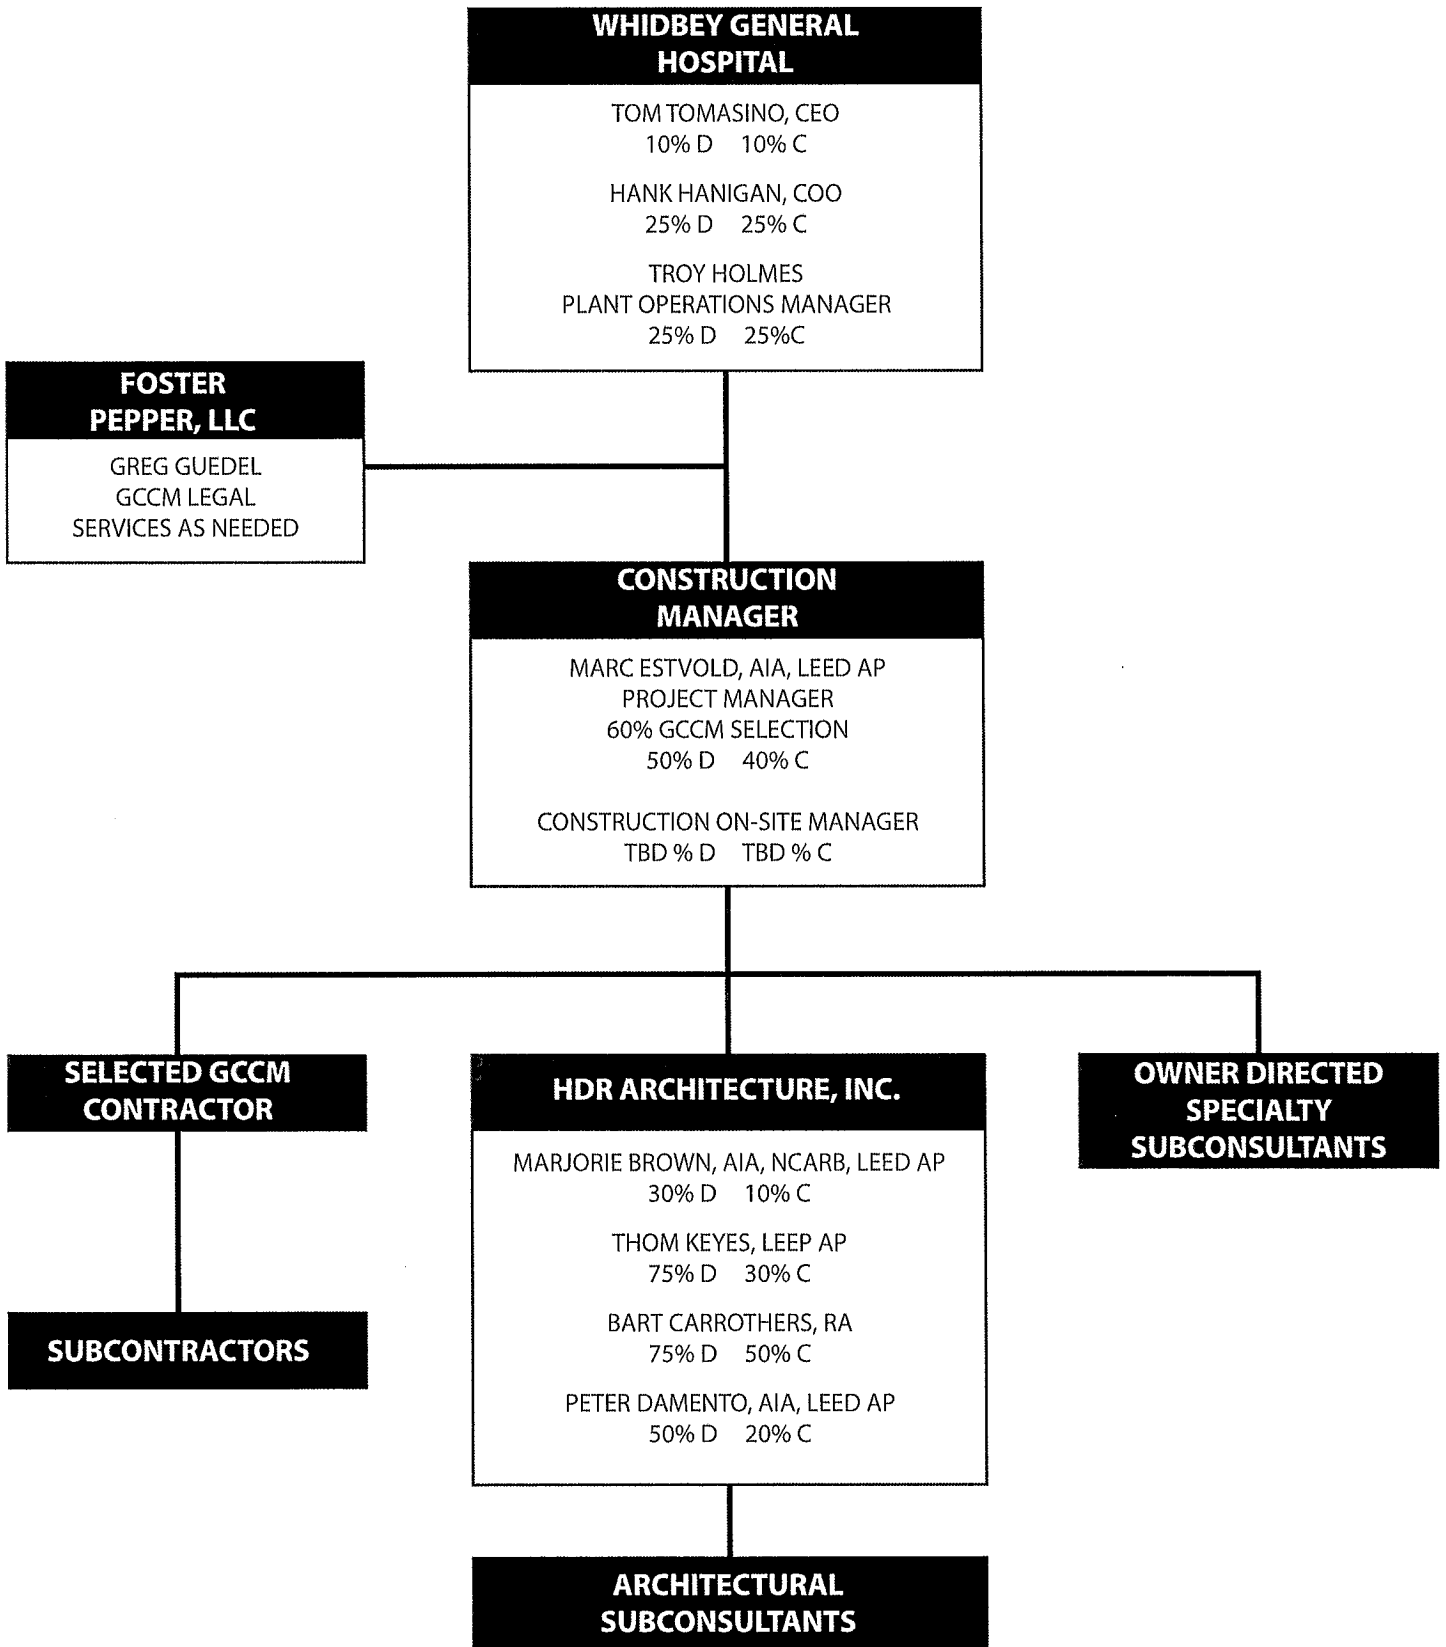 WHIDBEY GENERAL
HOSPITAL
TOM TOMASINO, CEO
10% D 10% C
HANK HANIGAN, COO
25% D 25% C
TROY HOLMES
PLANT OPERATIONS MANAGER
25% D 25%C
FOSTER
PEPPER, LLC
GREG GUEDEL
GCCM LEGAL
SERVICES AS NEEDED
CONSTRUCTION
MANAGER
MARC ESTVOLD, AIA, LEED AP
PROJECT MANAGER
60% GCCM SELECTION
50% D 40% C
CONSTRUCTION ON-SITE MANAGER
TBD % D TBD % C
SELECTED GCCM
CONTRACTOR
SUBCONTRACTORS
HDR ARCHITECTURE, INC.
MARJORIE BROWN, AIA, NCARB, LEED AP
30% D 10% C
THOM KEYES, LEEP AP
75% D 30% C
BART CARROTHERS, RA
75% D 50% C
PETER DAMENTO, AIA, LEED AP
50% D 20% C
ARCHITECTURAL
SUBCONSULTANTS
OWNER DIRECTED
SPECIALTY
SUBCONSULTANTS